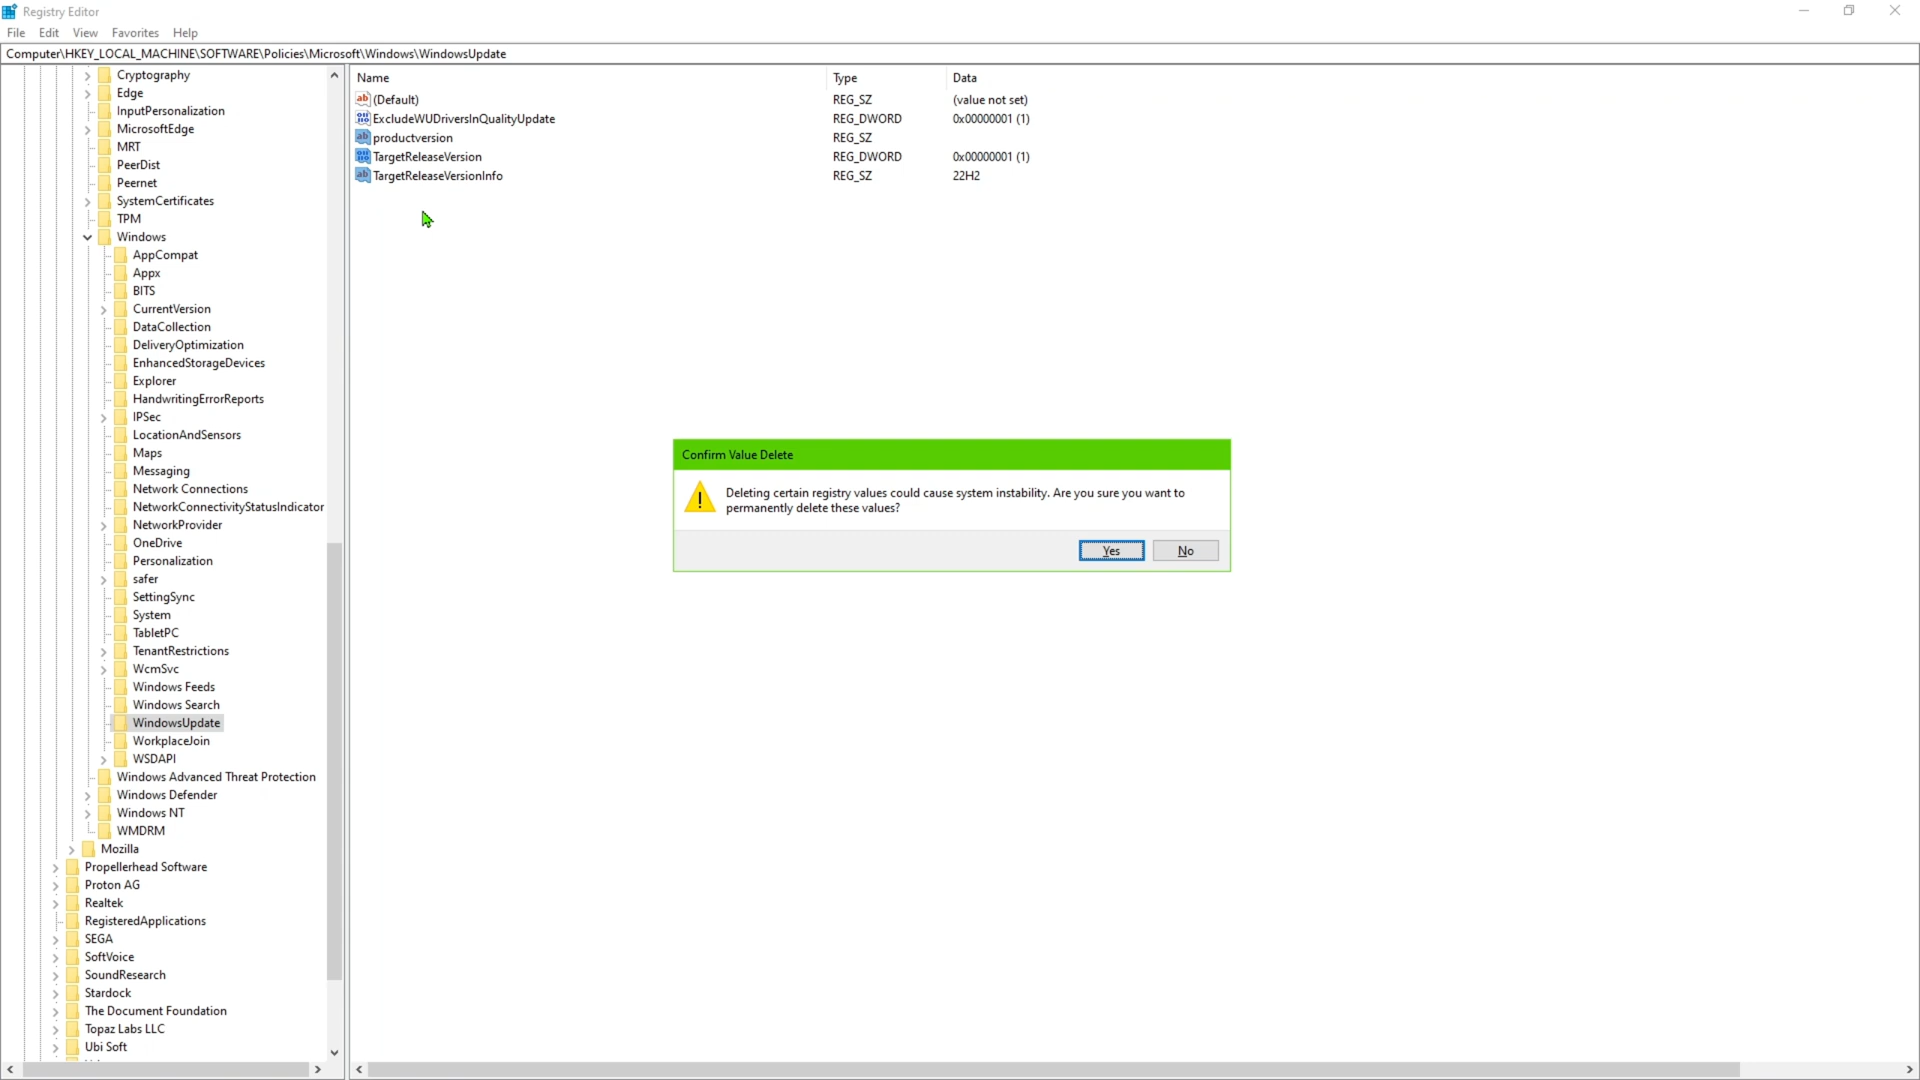 Registry Editor
File Edit View Favorites Help
Computer\HKEY_LOCAL_MACHINE\SOFTWARE\Policies\Microsoft\Windows\WindowsUpdate
Cryptography
Edge
InputPersonalization
MicrosoftEdge
MRT
PeerDist
Peernet
SystemCertificates
TPM
Windows
AppCompat
Appx
BITS
CurrentVersion
DataCollection
DeliveryOptimization
EnhancedStorageDevices
Explorer
HandwritingErrorReports
IPSec
LocationAndSensors
Maps
Messaging
Network Connections
NetworkConnectivityStatusIndicator
NetworkProvider
OneDrive
Personalization
safer
SettingSync
System
TabletPC
TenantRestrictions
WcmSvc
Windows Feeds
Windows Search
WindowsUpdate
WorkplaceJoin
WSDAPI
Windows Advanced Threat Protection
Windows Defender
Windows NT
WMDRM
Mozilla
Propellerhead Software
Proton AG
Realtek
RegisteredApplications
SEGA
SoftVoice
SoundResearch
Stardock
The Document Foundation
Topaz Labs LLC
Ubi Soft
Name Type Data
(Default) REG_SZ (value not set)
ExcludeWUDriversInQualityUpdate REG_DWORD 0x00000001 (1)
productversion REG_SZ
TargetReleaseVersion REG_DWORD 0x00000001 (1)
TargetReleaseVersionInfo REG_SZ 22H2
Confirm Value Delete
Deleting certain registry values could cause system instability. Are you sure you want to
permanently delete these values?
Yes No